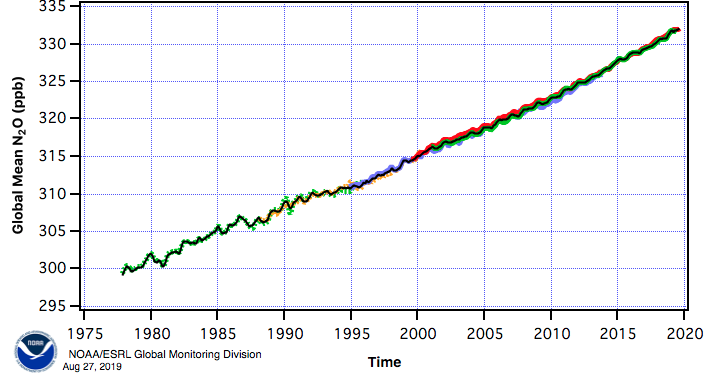 335
330
325
320
315
310
305
300
295
Global Mean N2O (ppb)
1975 1980 1985 1990 1995 2000 2005 2010 2015 2020
Time
NOAA
NOAA/ESRL Global Monitoring Division
Aug 27, 2019